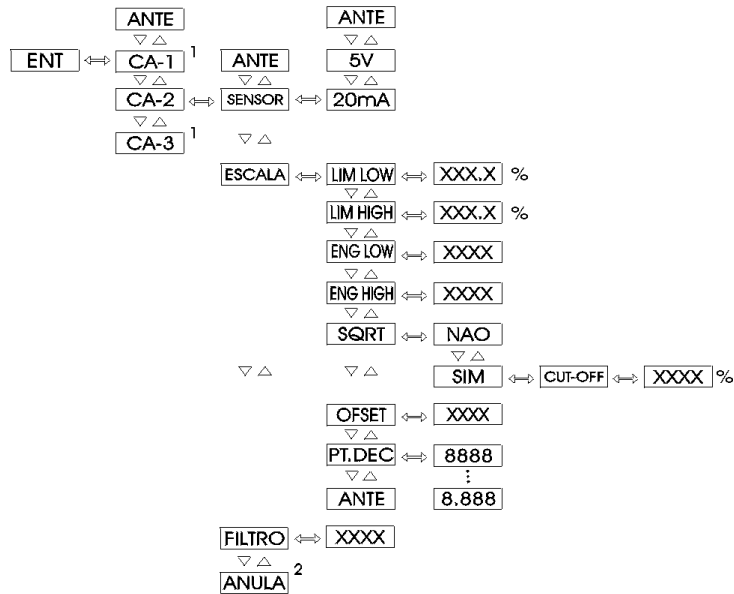 ANTE ANTE
ENT CA-1 1 ANTE 5V
CA-2 SENSOR 20mA
CA-3 1
ESCALA LIM LOW XXX.X %
LIM HIGH XXX.X %
ENG LOW XXXX
ENG HIGH XXXX
SQRT NAO
SIM CUT-OFF XXXX %
OFSET XXXX
PT.DEC 8888
ANTE 8.888
FILTRO XXXX
ANULA 2